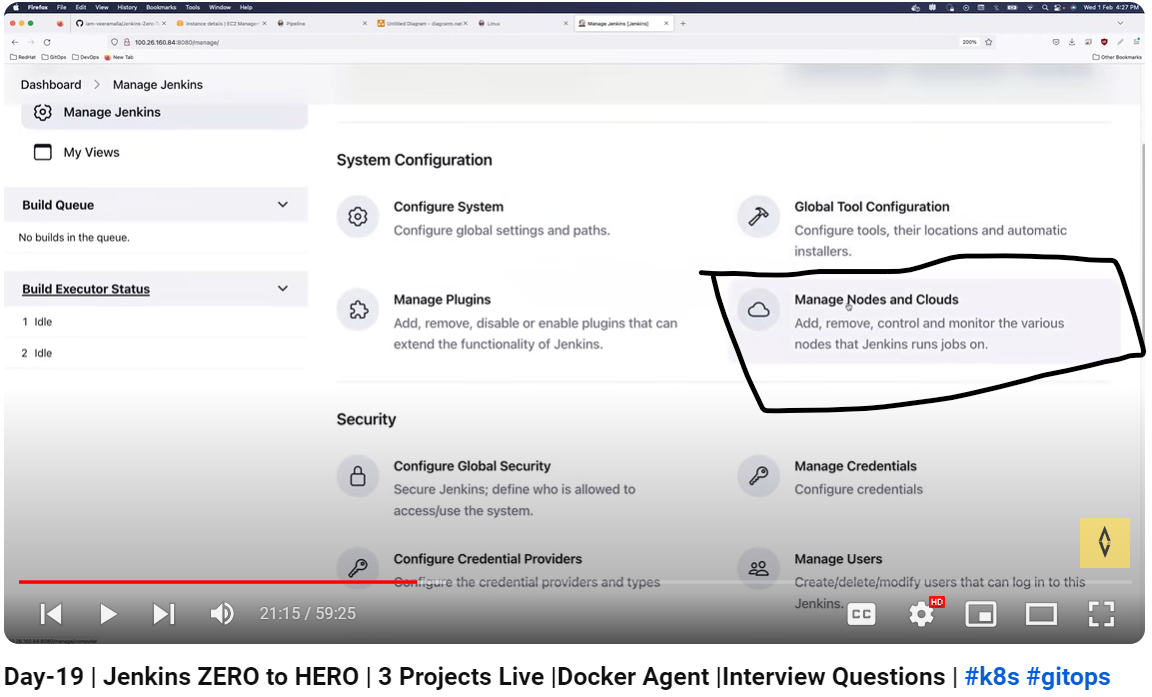 Firefox File Edit View History Bookmarks Tools Window Help
Wed 1 Feb 4:27 PM
iam-veeramalla/Jenkins-Zero-T
Instance details | EC2 Manager
Pipeline
Untitled Diagram – diagrams.net
Linux
Manage Jenkins [Jenkins]
100.26.160.84:8080/manage/
200%
RedHat GitOps DevOps New Tab
Other Bookmarks
Dashboard > Manage Jenkins
Manage Jenkins
My Views
Build Queue
No builds in the queue.
Build Executor Status
1 Idle
2 Idle
System Configuration
Configure System
Configure global settings and paths.
Global Tool Configuration
Configure tools, their locations and automatic
installers.
Manage Plugins
Add, remove, disable or enable plugins that can
extend the functionality of Jenkins.
Manage Nodes and Clouds
Add, remove, control and monitor the various
nodes that Jenkins runs jobs on.
Security
Configure Global Security
Secure Jenkins; define who is allowed to
access/use the system.
Manage Credentials
Configure credentials
Configure Credential Providers
Configure the credential providers and types
Manage Users
Create/delete/modify users that can log in to this
Jenkins.
21:15 / 59:25
CC
HD
Day-19 | Jenkins ZERO to HERO | 3 Projects Live |Docker Agent |Interview Questions | #k8s #gitops